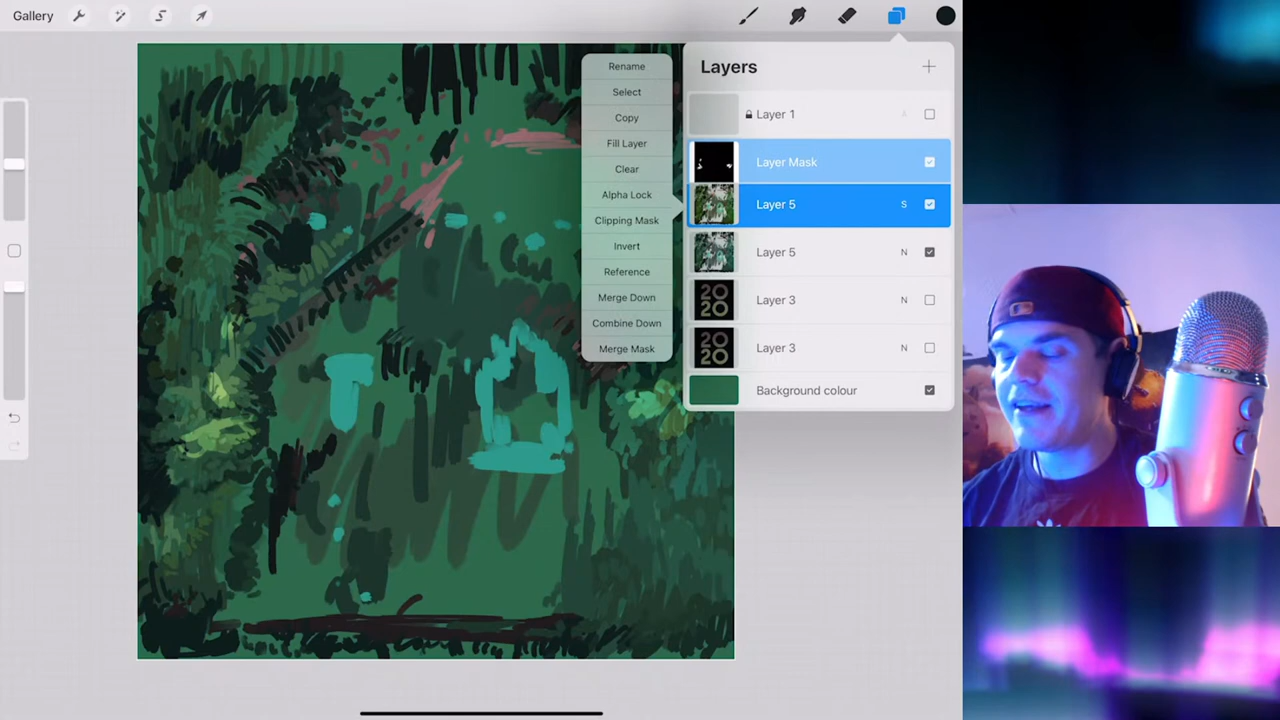 Gallery
Layers
Rename
Select
Copy
Fill Layer
Clear
Alpha Lock
Clipping Mask
Invert
Reference
Merge Down
Combine Down
Merge Mask
Layer 1
Layer Mask
Layer 5 S
Layer 5 N
2020 Layer 3 N
2020 Layer 3 N
Background colour